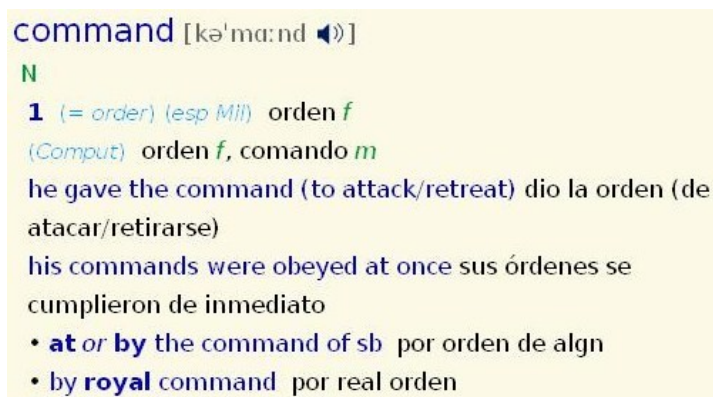 command [kə'mɑːnd]
N
1 (= order) (esp Mil) orden f
(Comput) orden f, comando m
he gave the command (to attack/retreat) dio la orden (de
atacar/retirarse)
his commands were obeyed at once sus órdenes se
cumplieron de inmediato
• at or by the command of sb por orden de algn
• by royal command por real orden